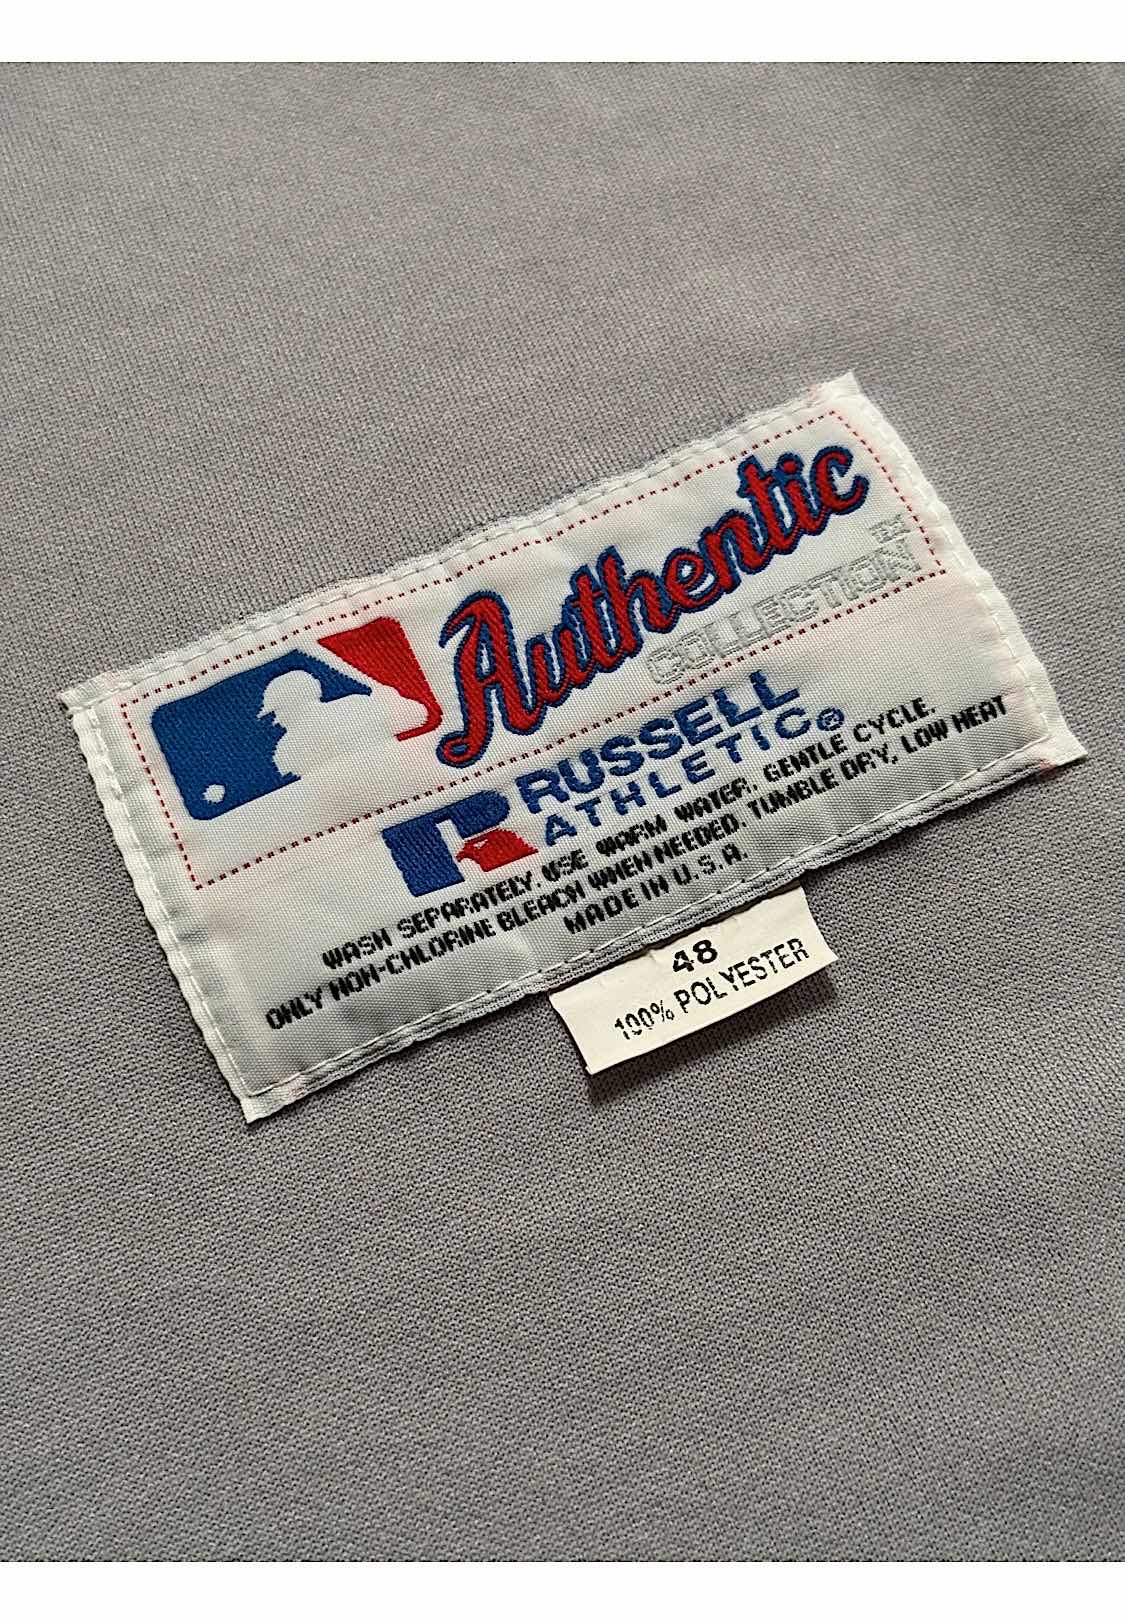 Authentic
COLLECTION™
RUSSELL
ATHLETIC®
WASH SEPARATELY. USE WARM WATER. GENTLE CYCLE.
ONLY NON-CHLORINE BLEACH WHEN NEEDED. TUMBLE DRY, LOW HEAT
MADE IN U.S.A.
48
100% POLYESTER